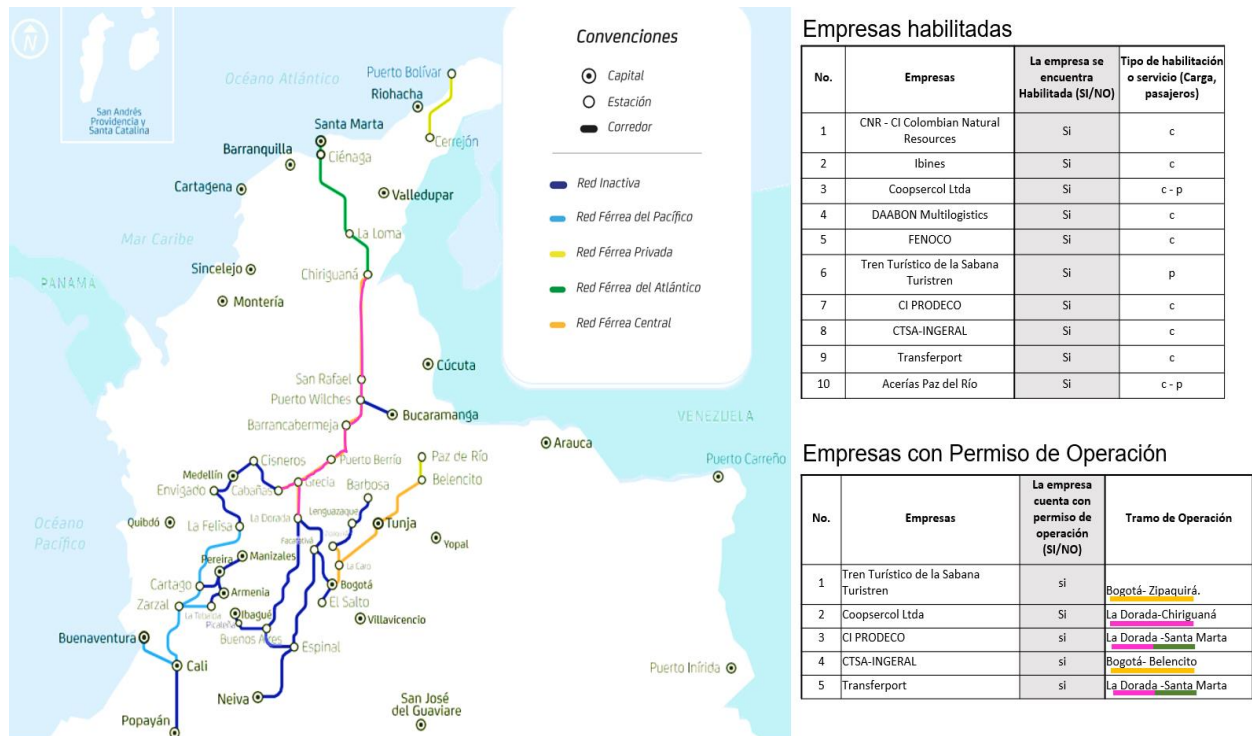 N
San Andrés
Providencia y
Santa Catalina
Océano Atlántico
Puerto Bolívar
Riohacha
Santa Marta
Cerrejón
Barranquilla
Ciénaga
Cartagena
Valledupar
Mar Caribe
La Loma
Sincelejo
Chiriguaná
PANAMA
Montería
Cúcuta
San Rafael
Puerto Wilches
Bucaramanga
VENEZUELA
Barrancabermeja
Arauca
Cisneros
Puerto Berrío
Paz de Río
Puerto Carreño
Medellín
Belencito
Envigado
Cabañas
Grecia
Barbosa
Océano
Pacífico
Quibdó
La Felisa
La Dorada
Lenguazaque
Tunja
Facatativá
Yopal
Pereira
Manizales
La Caro
Cartago
Armenia
Bogotá
Zarzal
La Tebaida
Ibagué
El Salto
Picaleña
Villavicencio
Buenaventura
Buenos Aires
Espinal
Cali
Puerto Inírida
Neiva
San José
del Guaviare
Popayán
Convenciones
Capital
Estación
Corredor
Red Inactiva
Red Férrea del Pacífico
Red Férrea Privada
Red Férrea del Atlántico
Red Férrea Central
Empresas habilitadas
No. Empresas La empresa se encuentra Habilitada (SI/NO) Tipo de habilitación o servicio (Carga, pasajeros)
1 CNR - CI Colombian Natural Resources Si c
2 Ibines Si c
3 Coopsercol Ltda Si c - p
4 DAABON Multilogistics Si c
5 FENOCO Si c
6 Tren Turístico de la Sabana Turistren Si p
7 CI PRODECO Si c
8 CTSA-INGERAL Si c
9 Transferport Si c
10 Acerías Paz del Río Si c - p
Empresas con Permiso de Operación
No. Empresas La empresa cuenta con permiso de operación (SI/NO) Tramo de Operación
1 Tren Turístico de la Sabana Turistren si Bogotá- Zipaquirá.
2 Coopsercol Ltda Si La Dorada-Chiriguaná
3 CI PRODECO si La Dorada -Santa Marta
4 CTSA-INGERAL si Bogotá- Belencito
5 Transferport si La Dorada -Santa Marta